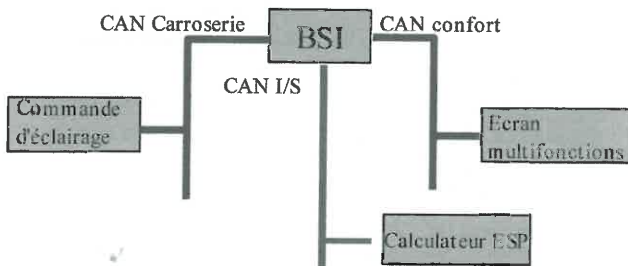 CAN Carroserie
BSI
CAN confort
CAN I/S
Commande
d'éclairage
Ecran
multifonctions
Calculateur ESP